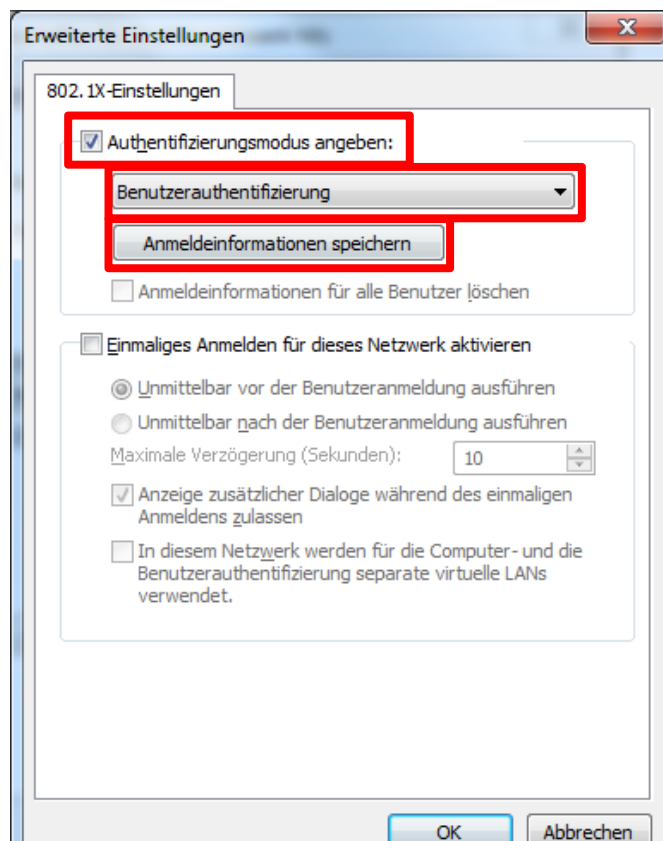 Erweiterte Einstellungen
802.1X-Einstellungen
Authentifizierungsmodus angeben:
Benutzerauthentifizierung
Anmeldeinformationen speichern
Anmeldeinformationen für alle Benutzer löschen
Einmaliges Anmelden für dieses Netzwerk aktivieren
Unmittelbar vor der Benutzeranmeldung ausführen
Unmittelbar nach der Benutzeranmeldung ausführen
Maximale Verzögerung (Sekunden): 10
Anzeige zusätzlicher Dialoge während des einmaligen
Anmeldens zulassen
In diesem Netzwerk werden für die Computer- und die
Benutzerauthentifizierung separate virtuelle LANs
verwendet.
OK Abbrechen